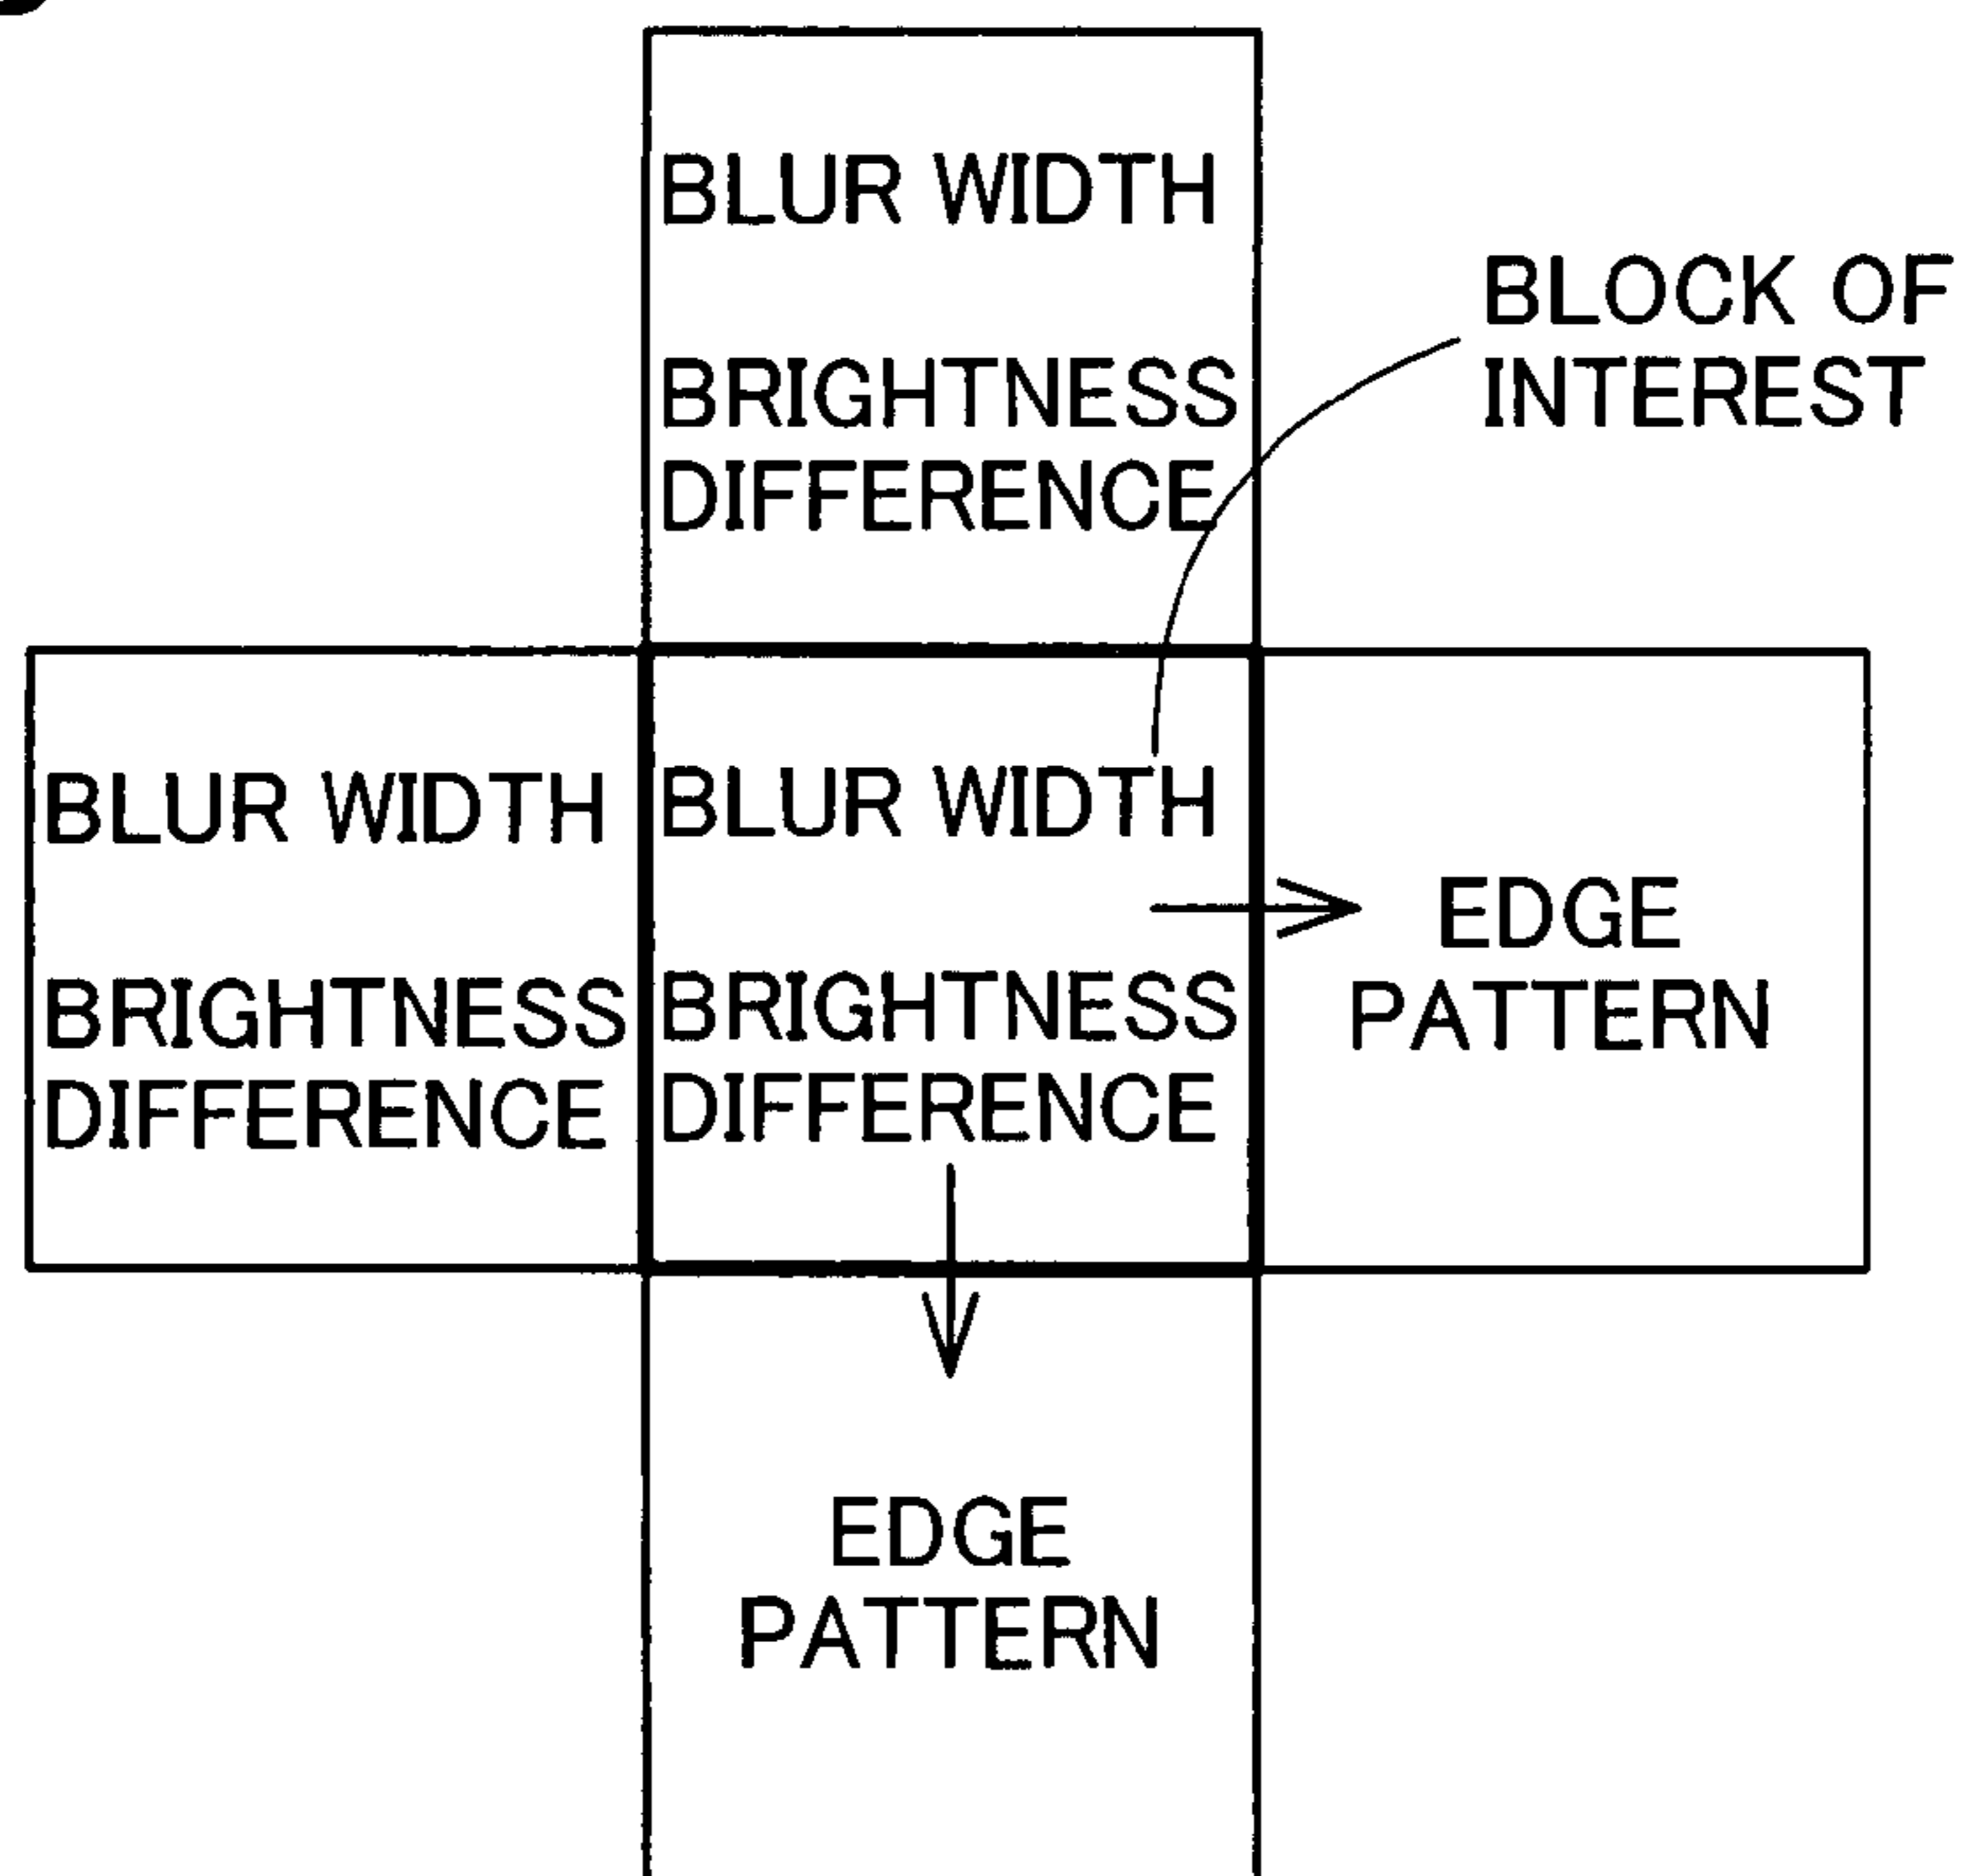 BLUR WIDTH
BRIGHTNESS
DIFFERENCE
BLOCK OF
INTEREST
BLUR WIDTH
BRIGHTNESS
DIFFERENCE
BLUR WIDTH
BRIGHTNESS
DIFFERENCE
EDGE
PATTERN
EDGE
PATTERN